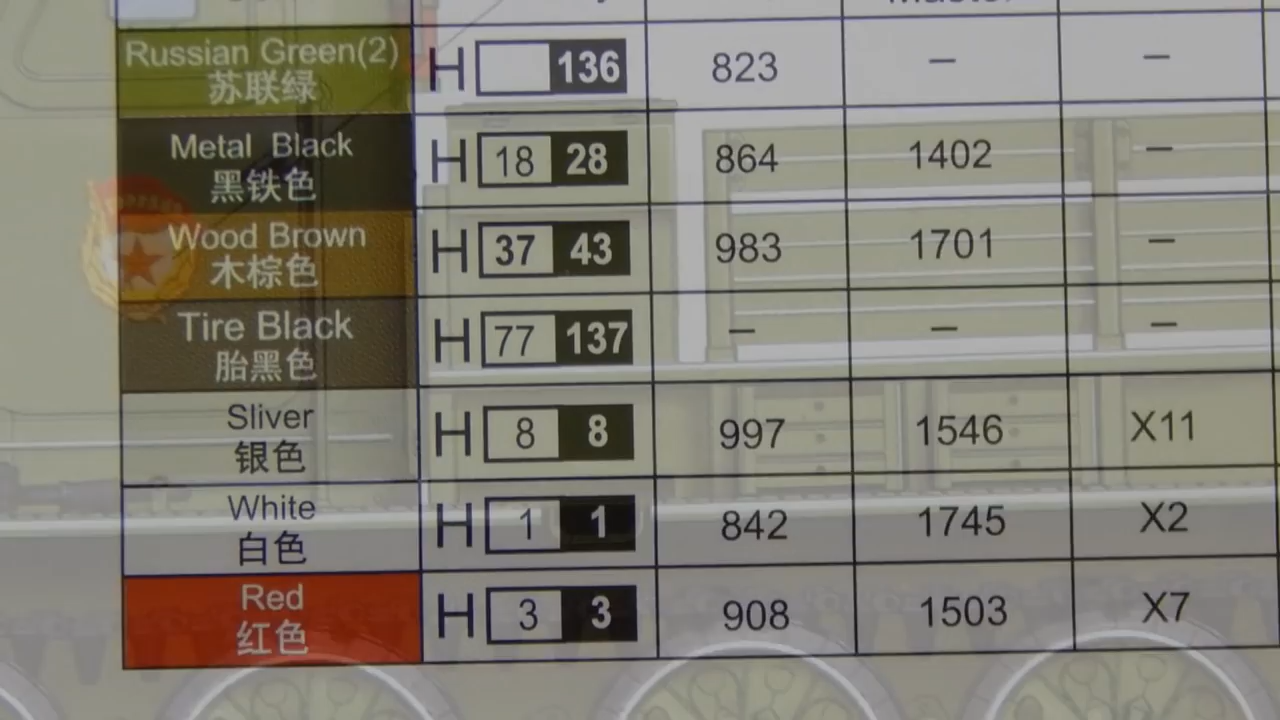 Russian Green(2)
苏联绿
H 136 823 – –
Metal Black
黑铁色
H 18 28 864 1402 –
Wood Brown
木棕色
H 37 43 983 1701 –
Tire Black
胎黑色
H 77 137 – – –
Sliver
银色
H 8 8 997 1546 X11
White
白色
H 1 1 842 1745 X2
Red
红色
H 3 3 908 1503 X7